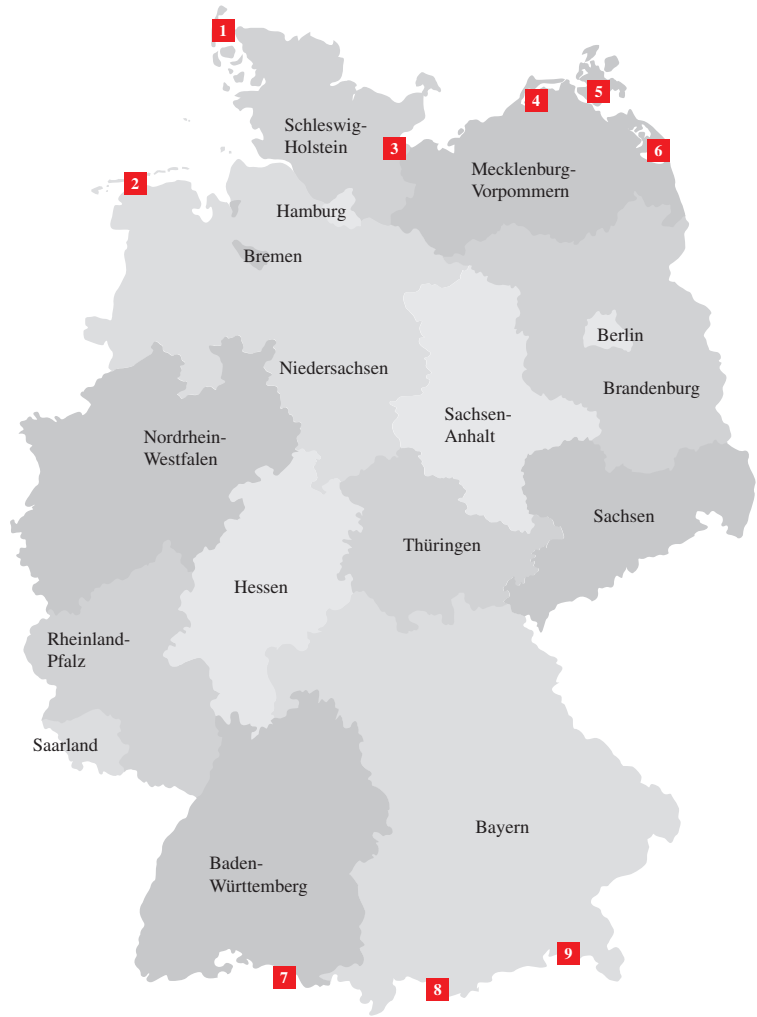 1
5
4
Schleswig-
Holstein
3
6
Mecklenburg-
Vorpommern
2
Hamburg
Bremen
Berlin
Niedersachsen
Brandenburg
Sachsen-
Anhalt
Nordrhein-
Westfalen
Sachsen
Thüringen
Hessen
Rheinland-
Pfalz
Saarland
Bayern
Baden-
Württemberg
9
7
8